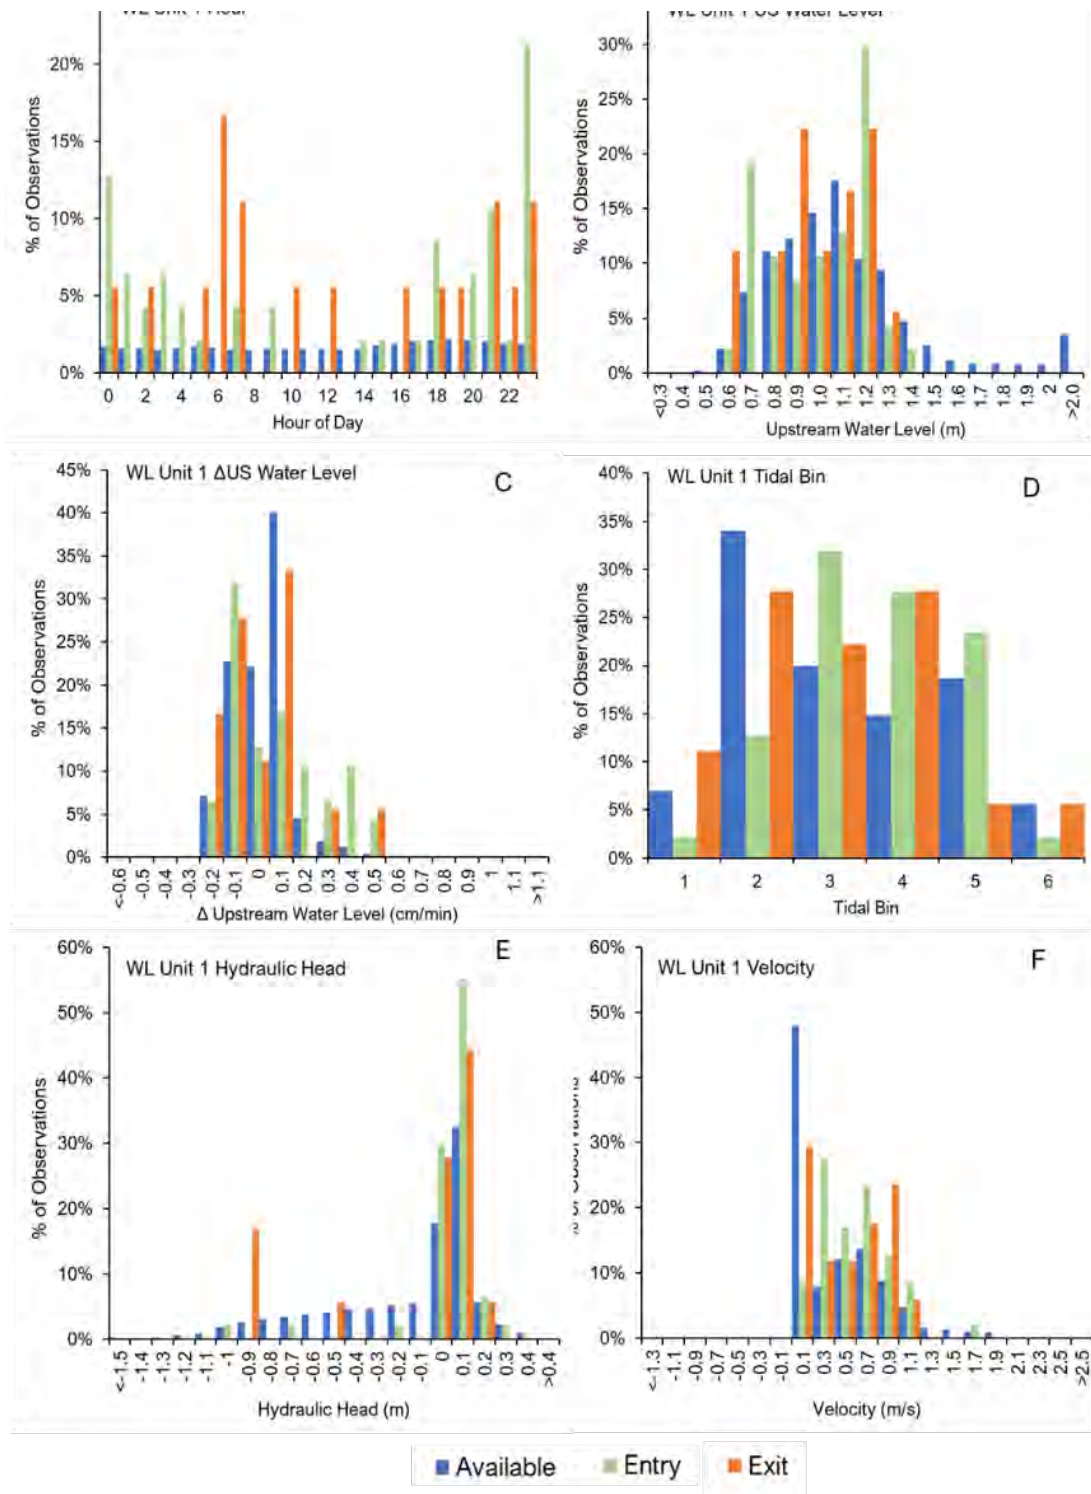 WL Unit 1 Hour
% of Observations
20%
15%
10%
5%
0%
0 2 4 6 8 10 12 14 16 18 20 22
Hour of Day
WL Unit 1 US Water Level
% of Observations
30%
25%
20%
15%
10%
5%
0%
<0.3 0.4 0.5 0.6 0.7 0.8 0.9 1.0 1.1 1.2 1.3 1.4 1.5 1.6 1.7 1.8 1.9 2 >2.0
Upstream Water Level (m)
WL Unit 1 ΔUS Water Level
C
% of Observations
45%
40%
35%
30%
25%
20%
15%
10%
5%
0%
<-0.6 -0.5 -0.4 -0.3 -0.2 -0.1 0 0.1 0.2 0.3 0.4 0.5 0.6 0.7 0.8 0.9 1 1.1 >1.1
Δ Upstream Water Level (cm/min)
WL Unit 1 Tidal Bin
D
% of Observations
40%
35%
30%
25%
20%
15%
10%
5%
0%
1 2 3 4 5 6
Tidal Bin
WL Unit 1 Hydraulic Head
E
% of Observations
60%
50%
40%
30%
20%
10%
0%
<-1.5 -1.4 -1.3 -1.2 -1.1 -1 -0.9 -0.8 -0.7 -0.6 -0.5 -0.4 -0.3 -0.2 -0.1 0 0.1 0.2 0.3 0.4 >0.4
Hydraulic Head (m)
WL Unit 1 Velocity
F
% of Observations
60%
50%
40%
30%
20%
10%
0%
<-1.3 -1.1 -0.9 -0.7 -0.5 -0.3 -0.1 0.1 0.3 0.5 0.7 0.9 1.1 1.3 1.5 1.7 1.9 2.1 2.3 2.5 >2.5
Velocity (m/s)
Available Entry Exit